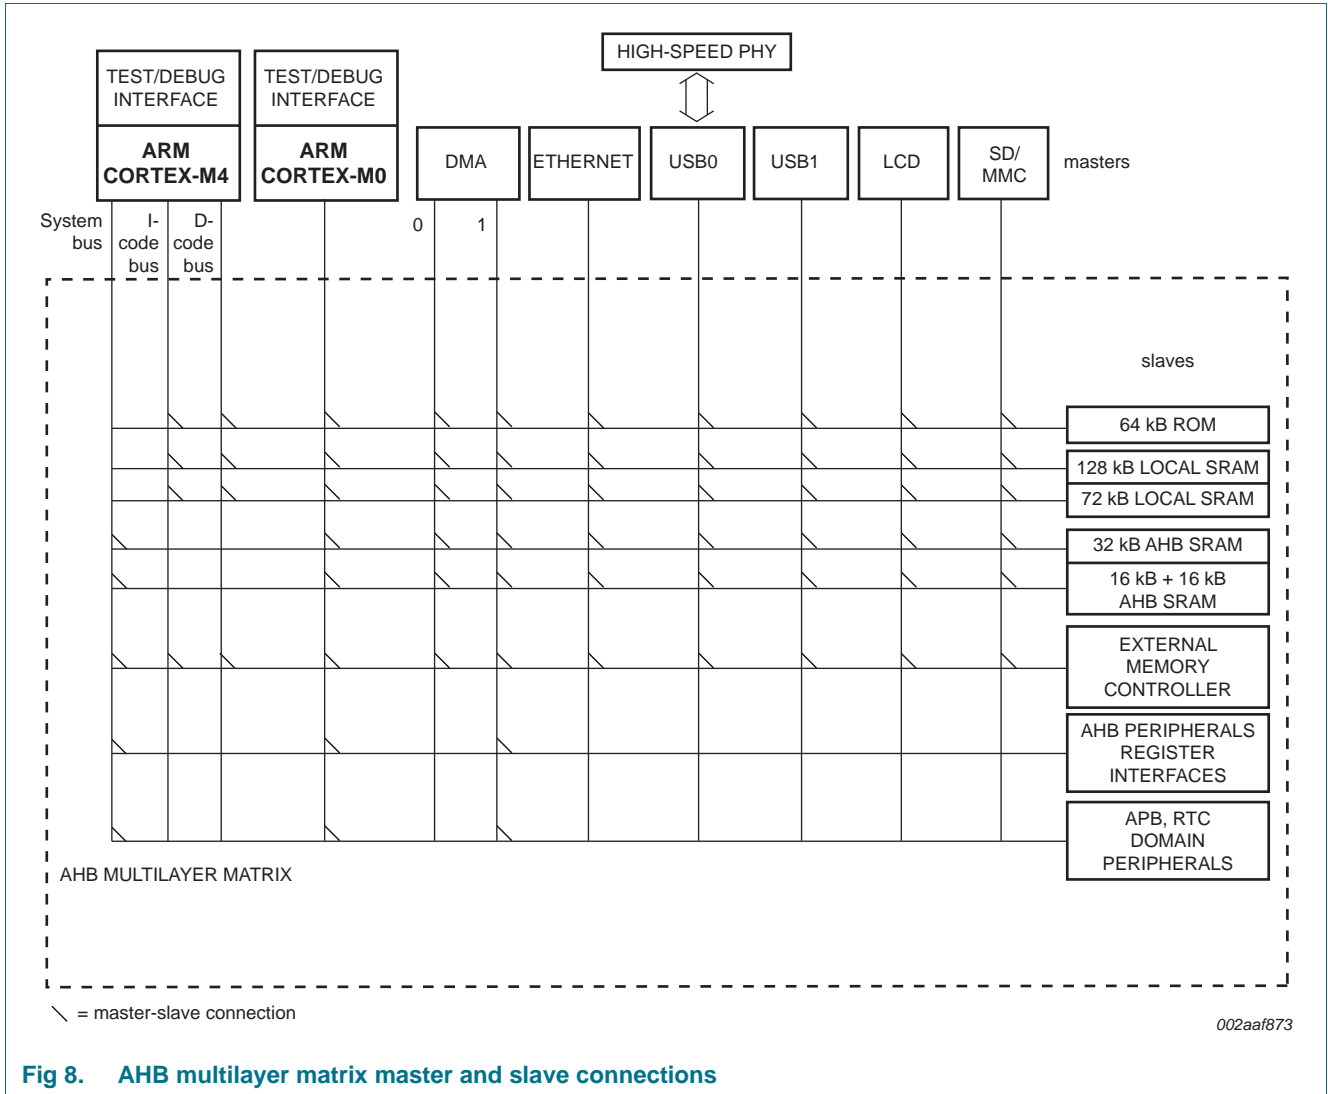 HIGH-SPEED PHY
TEST/DEBUG
INTERFACE
TEST/DEBUG
INTERFACE
ARM
CORTEX-M4
ARM
CORTEX-M0
DMA
ETHERNET
USB0
USB1
LCD
SD/
MMC
masters
System
bus
I-
code
bus
D-
code
bus
0
1
slaves
64 kB ROM
128 kB LOCAL SRAM
72 kB LOCAL SRAM
32 kB AHB SRAM
16 kB + 16 kB
AHB SRAM
EXTERNAL
MEMORY
CONTROLLER
AHB PERIPHERALS
REGISTER
INTERFACES
APB, RTC
DOMAIN
PERIPHERALS
AHB MULTILAYER MATRIX
= master-slave connection
002aaf873
Fig 8. AHB multilayer matrix master and slave connections